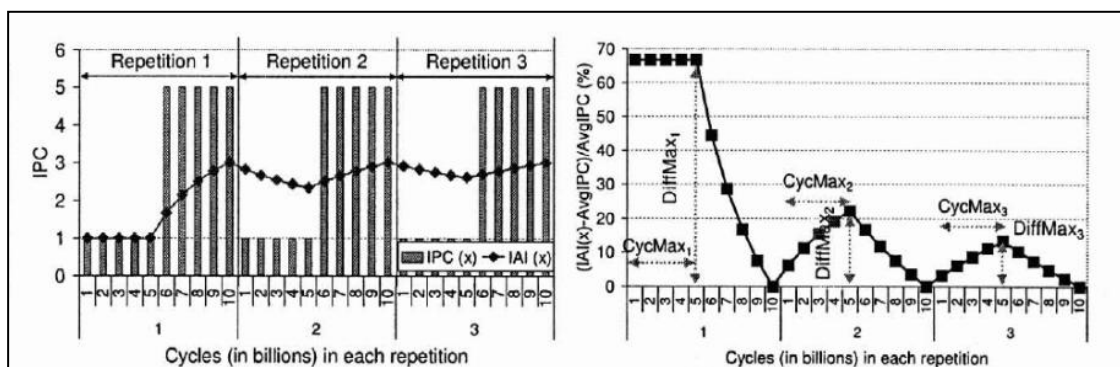 6
5
4
3
2
1
0
IPC
Repetition 1
Repetition 2
Repetition 3
IPC (x) IAI (x)
1 2 3 4 5 6 7 8 9 10 1 2 3 4 5 6 7 8 9 10 1 2 3 4 5 6 7 8 9 10
1 2 3
Cycles (in billions) in each repetition
70
60
50
40
30
20
10
0
(IAI(x)-AvgIPC)/AvgIPC (%)
DiffMax1
CycMax1
CycMax2
DiffMax2
CycMax3
DiffMax3
1 2 3 4 5 6 7 8 9 10 1 2 3 4 5 6 7 8 9 10 1 2 3 4 5 6 7 8 9 10
1 2 3
Cycles (in billions) in each repetition